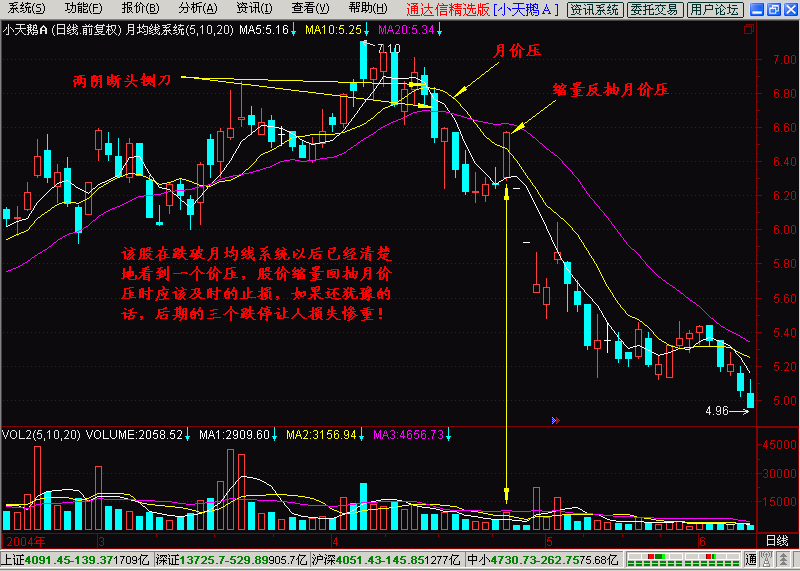 系统(S) 功能(F) 报价(B) 分析(A) 资讯(I) 查看(V) 帮助(H) 通达信精选版 [小天鹅A] 资讯系统 委托交易 用户论坛
小天鹅A (日线.前复权) 月均线系统(5,10,20) MA5:5.16↓ MA10:5.25↓ MA20:5.34↓
7.10
月价压
7.00
两阴断头铡刀
缩量反抽月价压
6.80
6.60
6.40
6.20
6.00
该股在跌破月均线系统以后已经清楚
地看到一个价压，股价缩量回抽月价
压时应该及时的止损，如果还犹豫的
话，后期的三个跌停让人损失惨重！
5.80
5.60
5.40
5.20
5.00
4.96
VOL2(5,10,20) VOLUME:2058.52↓ MA1:2909.60↓ MA2:3156.94↓ MA3:4656.73↓
45000
30000
15000
2004年 3 4 5 6 日线
上证4091.45-139.371709亿 深证13725.7-529.89905.7亿 沪深4051.43-145.851277亿 中小4730.73-262.7575.68亿 通